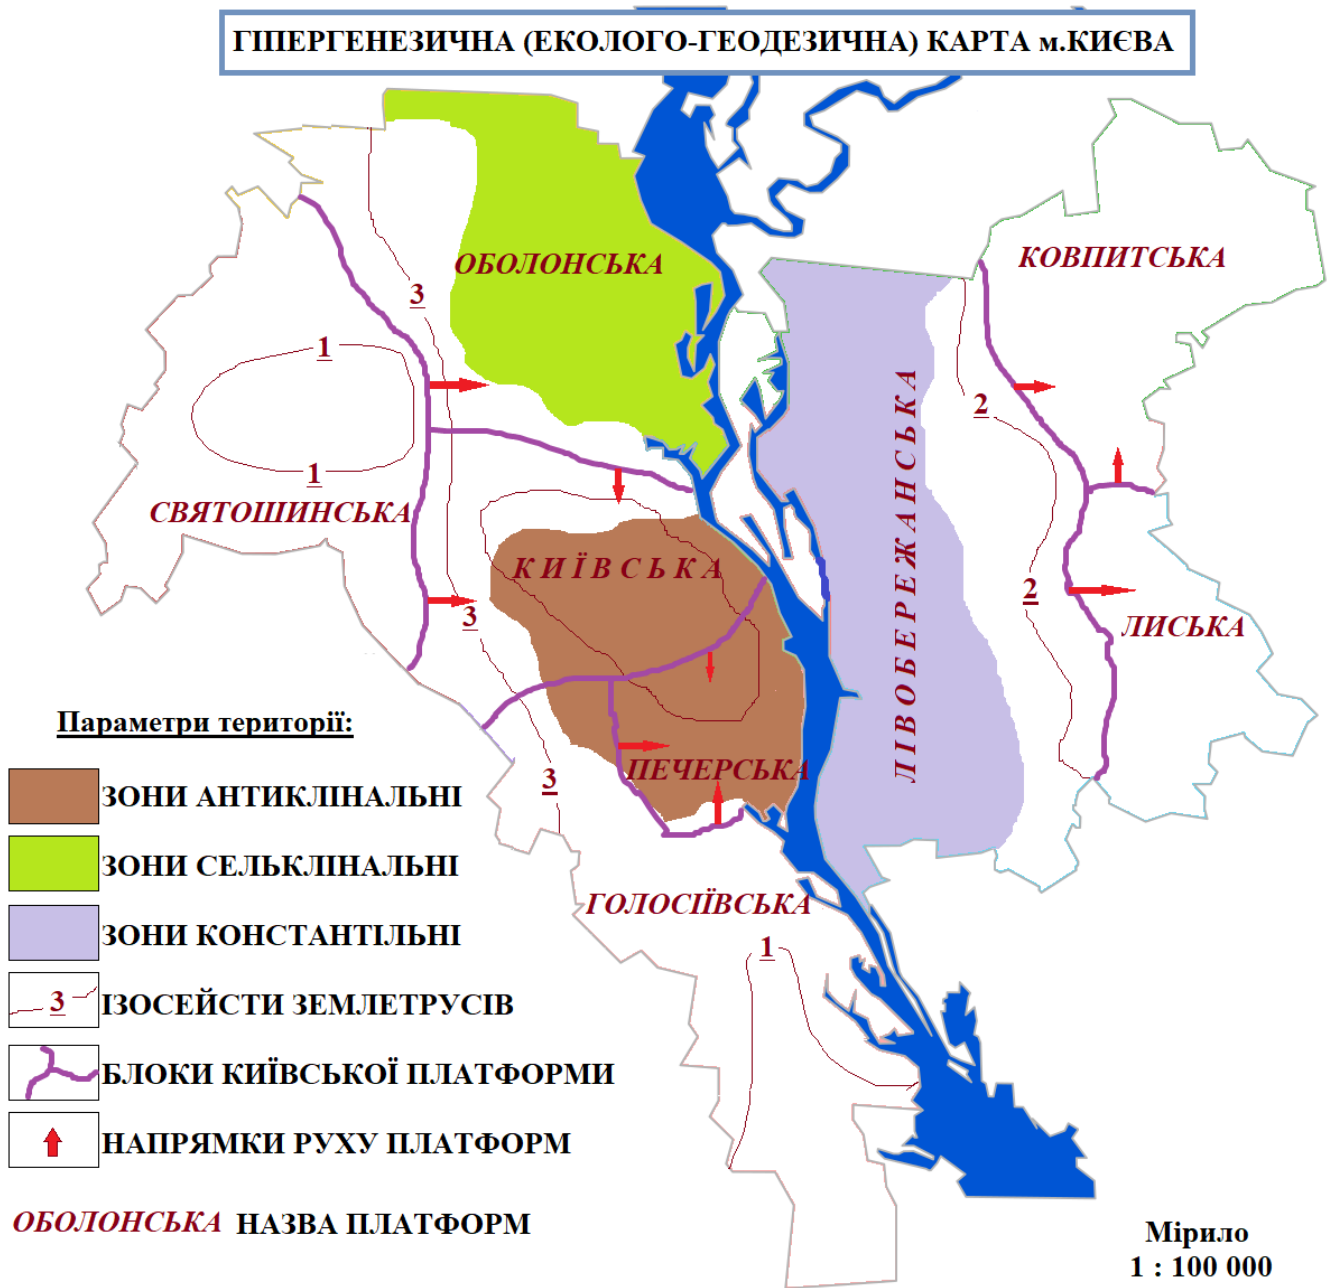 ГІПЕРГЕНЕЗИЧНА (ЕКОЛОГО-ГЕОДЕЗИЧНА) КАРТА м.КИЄВА
КОВПИТСЬКА
ОБОЛОНСЬКА
3
1
2
1
СВЯТОШИНСЬКА
КИЇВСЬКА
ЛІВОБЕРЕЖАНСЬКА
2
3
ЛИСЬКА
3
ПЕЧЕРСЬКА
ГОЛОСІЇВСЬКА
1
Параметри території:
ЗОНИ АНТИКЛІНАЛЬНІ
ЗОНИ СЕЛЬКЛІНАЛЬНІ
ЗОНИ КОНСТАНТІЛЬНІ
3 ІЗОСЕЙСТИ ЗЕМЛЕТРУСІВ
БЛОКИ КИЇВСЬКОЇ ПЛАТФОРМИ
НАПРЯМКИ РУХУ ПЛАТФОРМ
ОБОЛОНСЬКА НАЗВА ПЛАТФОРМ
Мірило
1 : 100 000